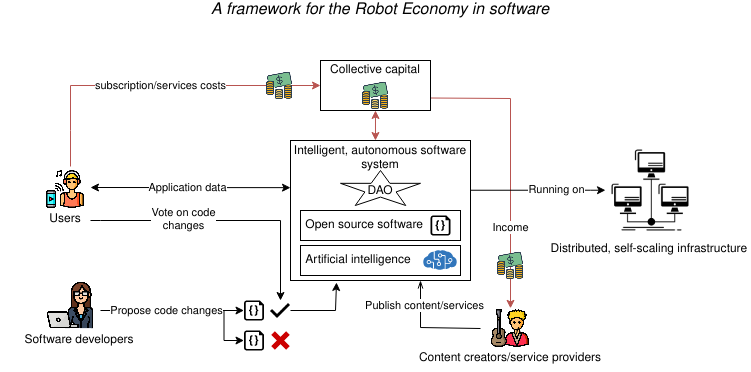 A framework for the Robot Economy in software
Collective capital
subscription/services costs
Intelligent, autonomous software
system
DAO
Application data
Running on
Users
Vote on code
changes
Open source software
{}
Income
Distributed, self-scaling infrastructure
Artificial intelligence
Propose code changes
{}
Publish content/services
Software developers
{}
Content creators/service providers